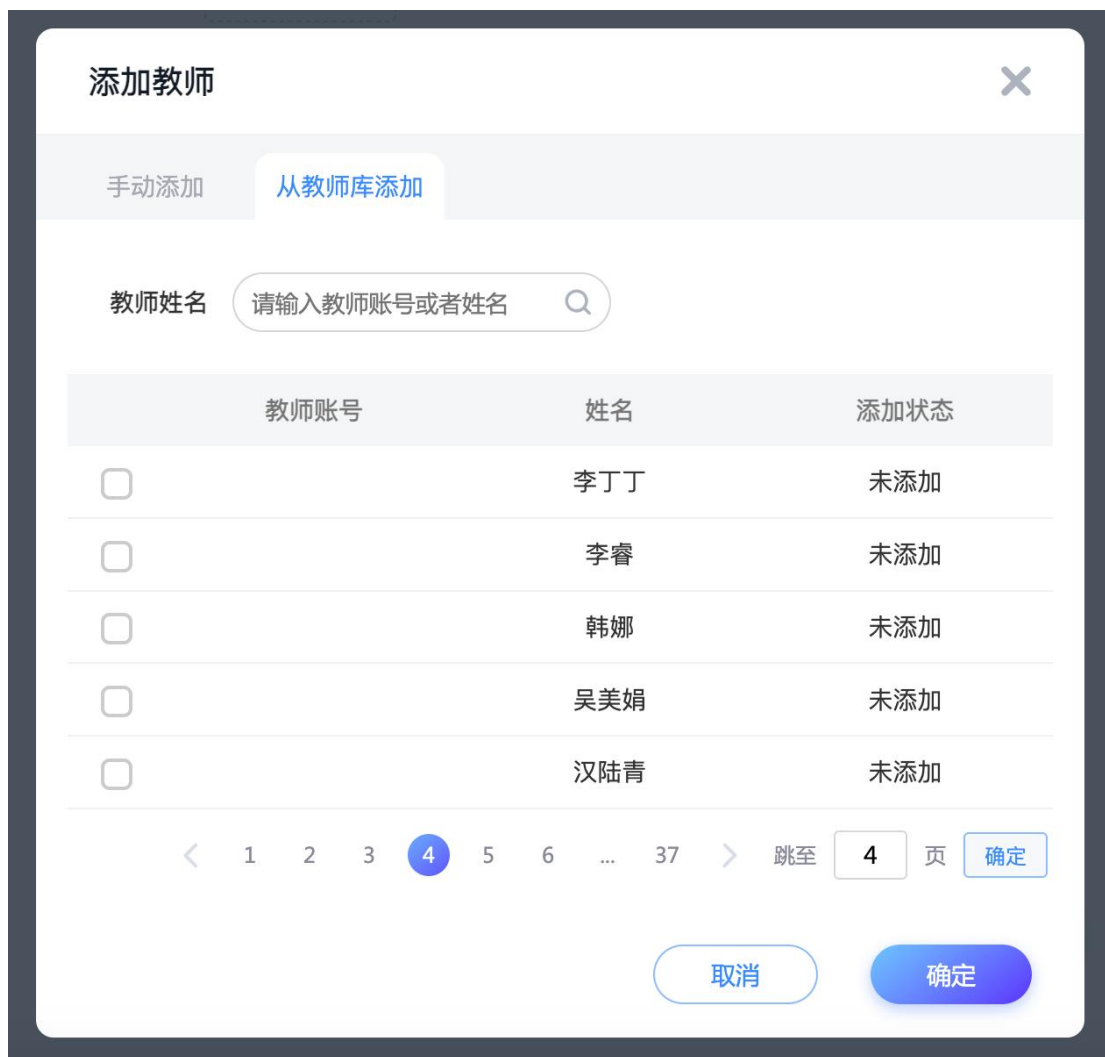 添加教师
手动添加 从教师库添加
教师姓名 请输入教师账号或者姓名
教师账号 姓名 添加状态
李丁丁 未添加
李睿 未添加
韩娜 未添加
吴美娟 未添加
汉陆青 未添加
1 2 3 4 5 6 ... 37 跳至 4 页 确定
取消 确定